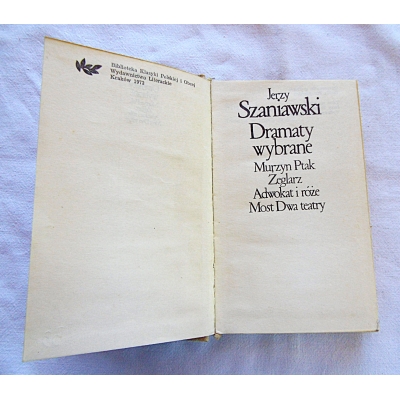 Biblioteka Klasyki Polskiej i Obcej
Wydawnictwo Literackie
Kraków 1973
Jerzy
Szaniawski
Dramaty
wybrane
Murzyn Ptak
Żeglarz
Adwokat i róże
Most Dwa teatry